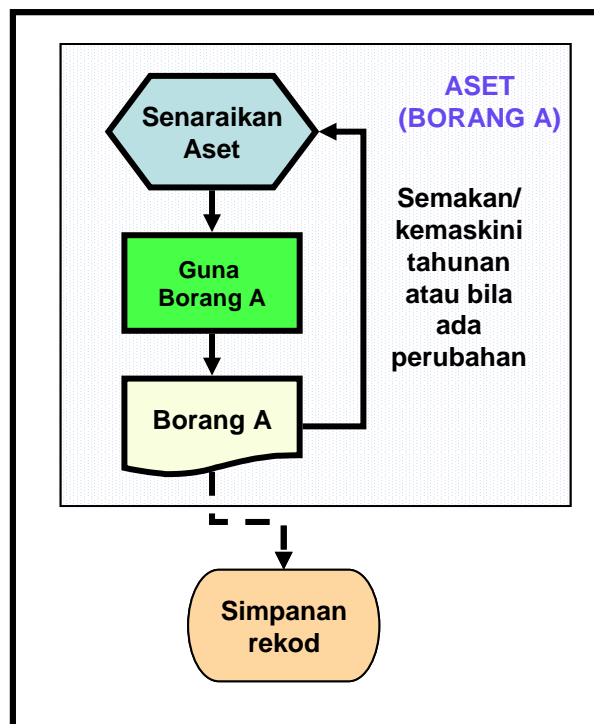 ASET
(BORANG A)
Senaraikan
Aset
Semakan/
kemaskini
tahunan
atau bila
ada
perubahan
Guna
Borang A
Borang A
Simpanan
rekod